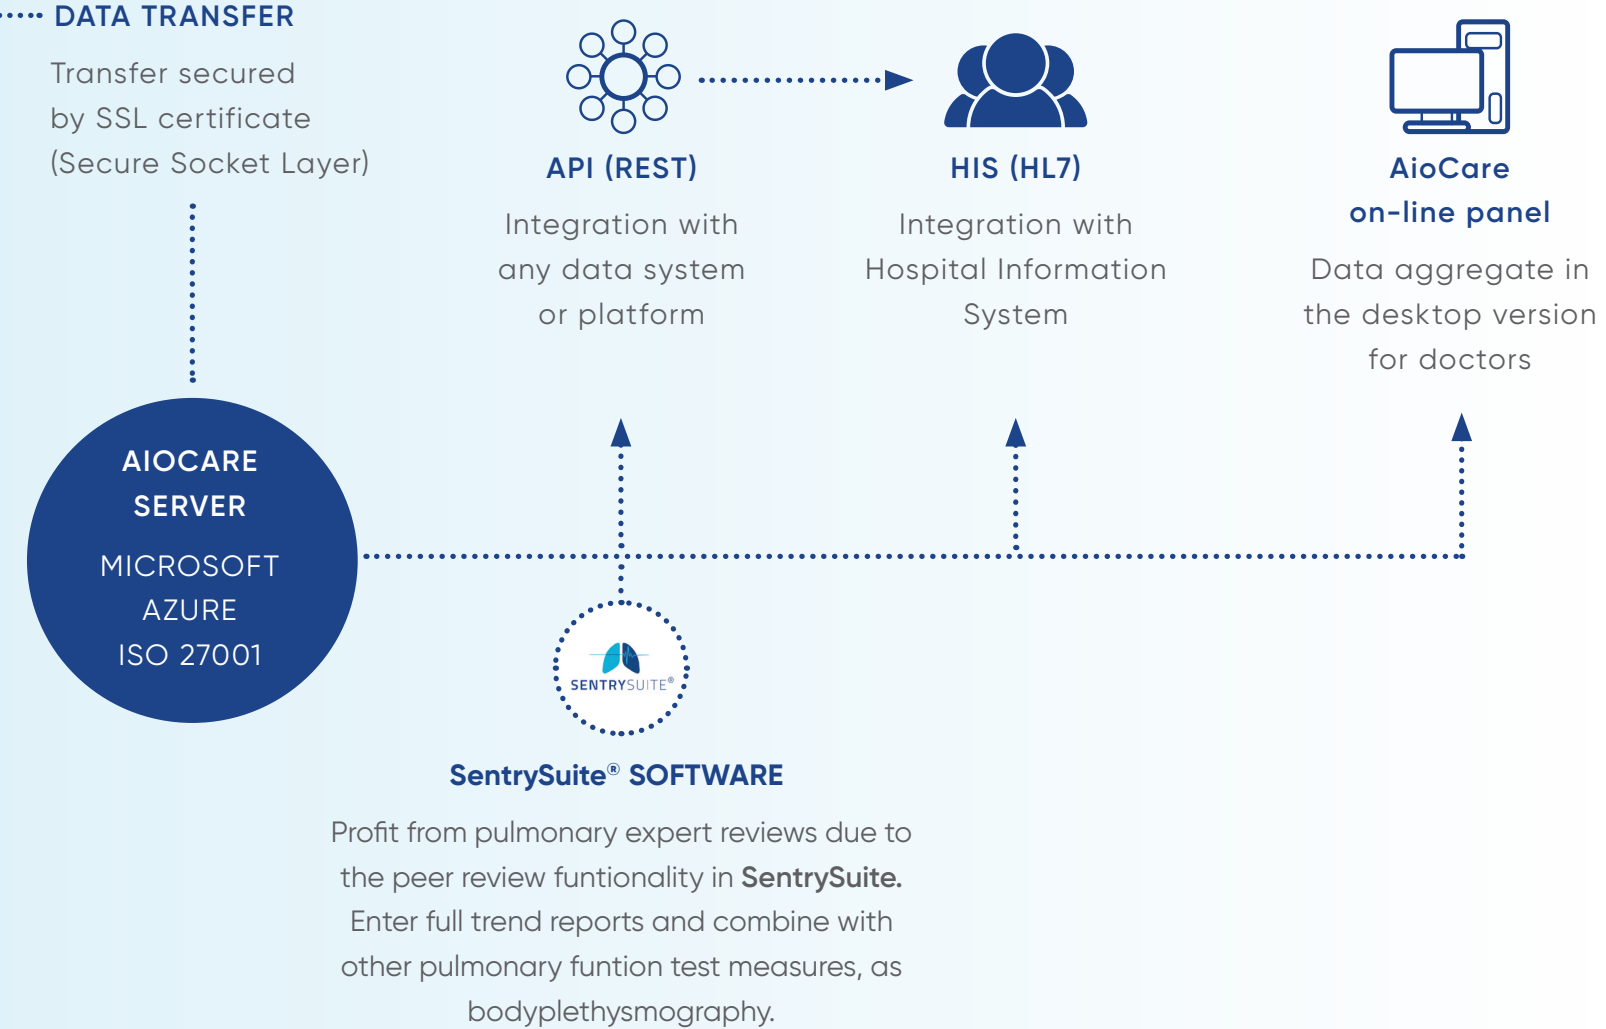 DATA TRANSFER
Transfer secured
by SSL certificate
(Secure Socket Layer)
API (REST)
Integration with
any data system
or platform
HIS (HL7)
Integration with
Hospital Information
System
AioCare
on-line panel
Data aggregate in
the desktop version
for doctors
AIOCARE
SERVER
MICROSOFT
AZURE
ISO 27001
SENTRYSUITE®
SentrySuite® SOFTWARE
Profit from pulmonary expert reviews due to
the peer review funtionality in SentrySuite.
Enter full trend reports and combine with
other pulmonary funtion test measures, as
bodyplethysmography.